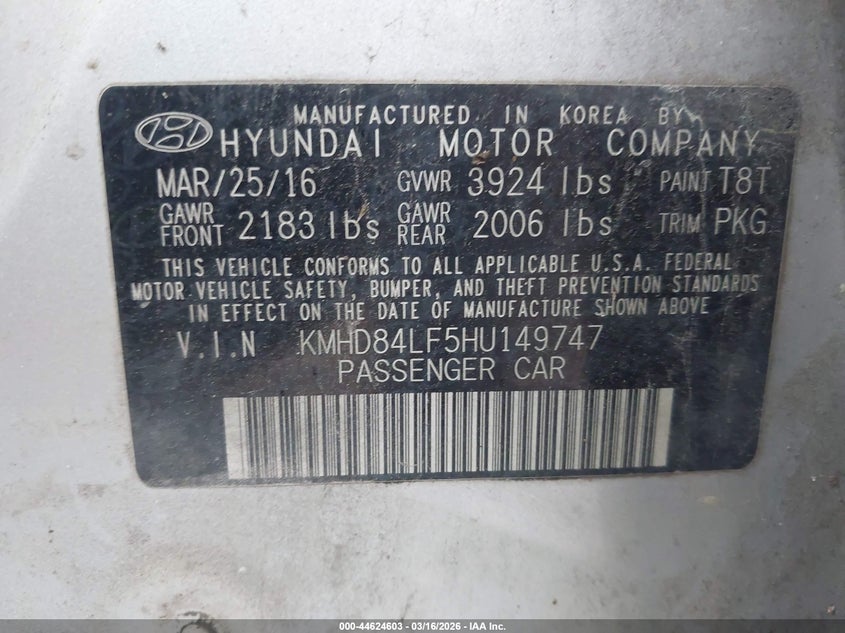 MANUFACTURED IN KOREA BY
HYUNDAI MOTOR COMPANY
MAR/25/16 GVWR 3924 lbs PAINT T8T
GAWR FRONT 2183 lbs GAWR REAR 2006 lbs TRIM PKG
THIS VEHICLE CONFORMS TO ALL APPLICABLE U.S.A. FEDERAL
MOTOR VEHICLE SAFETY, BUMPER, AND THEFT PREVENTION STANDARDS
IN EFFECT ON THE DATE OF MANUFACTURE SHOWN ABOVE
V.I.N KMHD84LF5HU149747
PASSENGER CAR
000-44624603 — 03/16/2026 — IAA Inc.